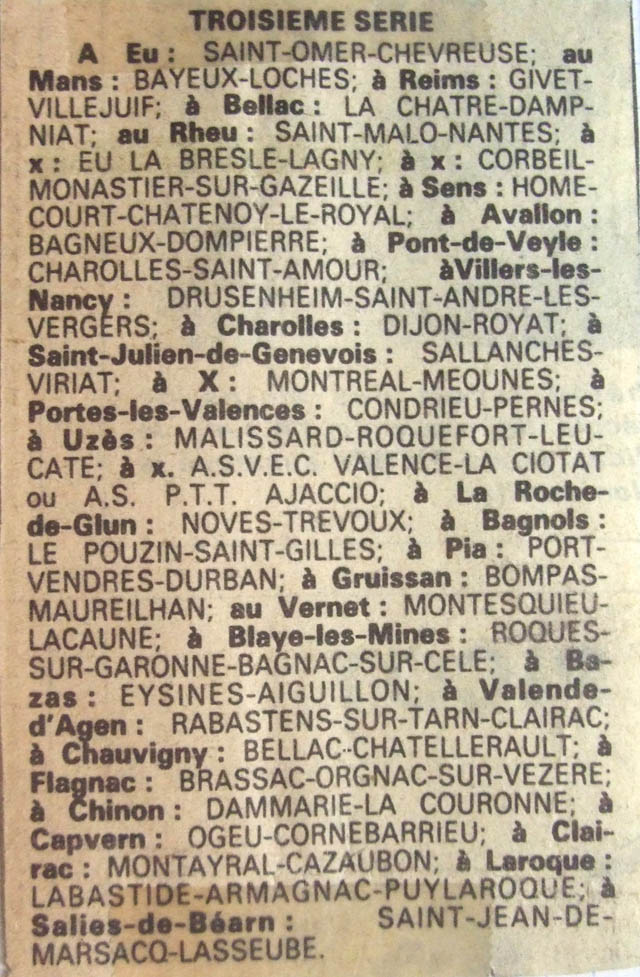 TROISIEME SERIE
A Eu : SAINT-OMER-CHEVREUSE; au
Mans : BAYEUX-LOCHES; à Reims : GIVET-
VILLEJUIF; à Bellac : LA CHATRE-DAMP-
NIAT; au Rheu : SAINT-MALO-NANTES; à
x : EU LA BRESLE-LAGNY; à x : CORBEIL-
MONASTIER-SUR-GAZEILLE; à Sens : HOME-
COURT-CHATENOY-LE-ROYAL; à Avallon :
BAGNEUX-DOMPIERRE; à Pont-de-Veyle :
CHAROLLES-SAINT-AMOUR; àVillers-les-
Nancy : DRUSENHEIM-SAINT-ANDRE-LES-
VERGERS; à Charolles : DIJON-ROYAT; à
Saint-Julien-de-Genevois : SALLANCHES-
VIRIAT; à X : MONTREAL-MEOUNES; à
Portes-les-Valences : CONDRIEU-PERNES;
à Uzès : MALISSARD-ROQUEFORT-LEU-
CATE; à x. A.S.V.E.C. VALENCE-LA CIOTAT
ou A.S. P.T.T. AJACCIO; à La Roche-
de-Glun : NOVES-TREVOUX; à Bagnols :
LE POUZIN-SAINT-GILLES; à Pia : PORT-
VENDRES-DURBAN; à Gruissan : BOMPAS-
MAUREILHAN; au Vernet : MONTESQUIEU-
LACAUNE; à Blaye-les-Mines : ROQUES-
SUR-GARONNE-BAGNAC-SUR-CELE; à Ba-
zas : EYSINES-AIGUILLON; à Valende-
d'Agen : RABASTENS-SUR-TARN-CLAIRAC;
à Chauvigny : BELLAC-CHATELLERAULT; à
Flagnac : BRASSAC-ORGNAC-SUR-VEZERE;
à Chinon : DAMMARIE-LA COURONNE; à
Capvern : OGEU-CORNEBARRIEU; à Clai-
rac : MONTAYRAL-CAZAUBON; à Laroque :
LABASTIDE-ARMAGNAC-PUYLAROQUE; à
Salies-de-Béarn : SAINT-JEAN-DE-
MARSACQ-LASSEUBE.